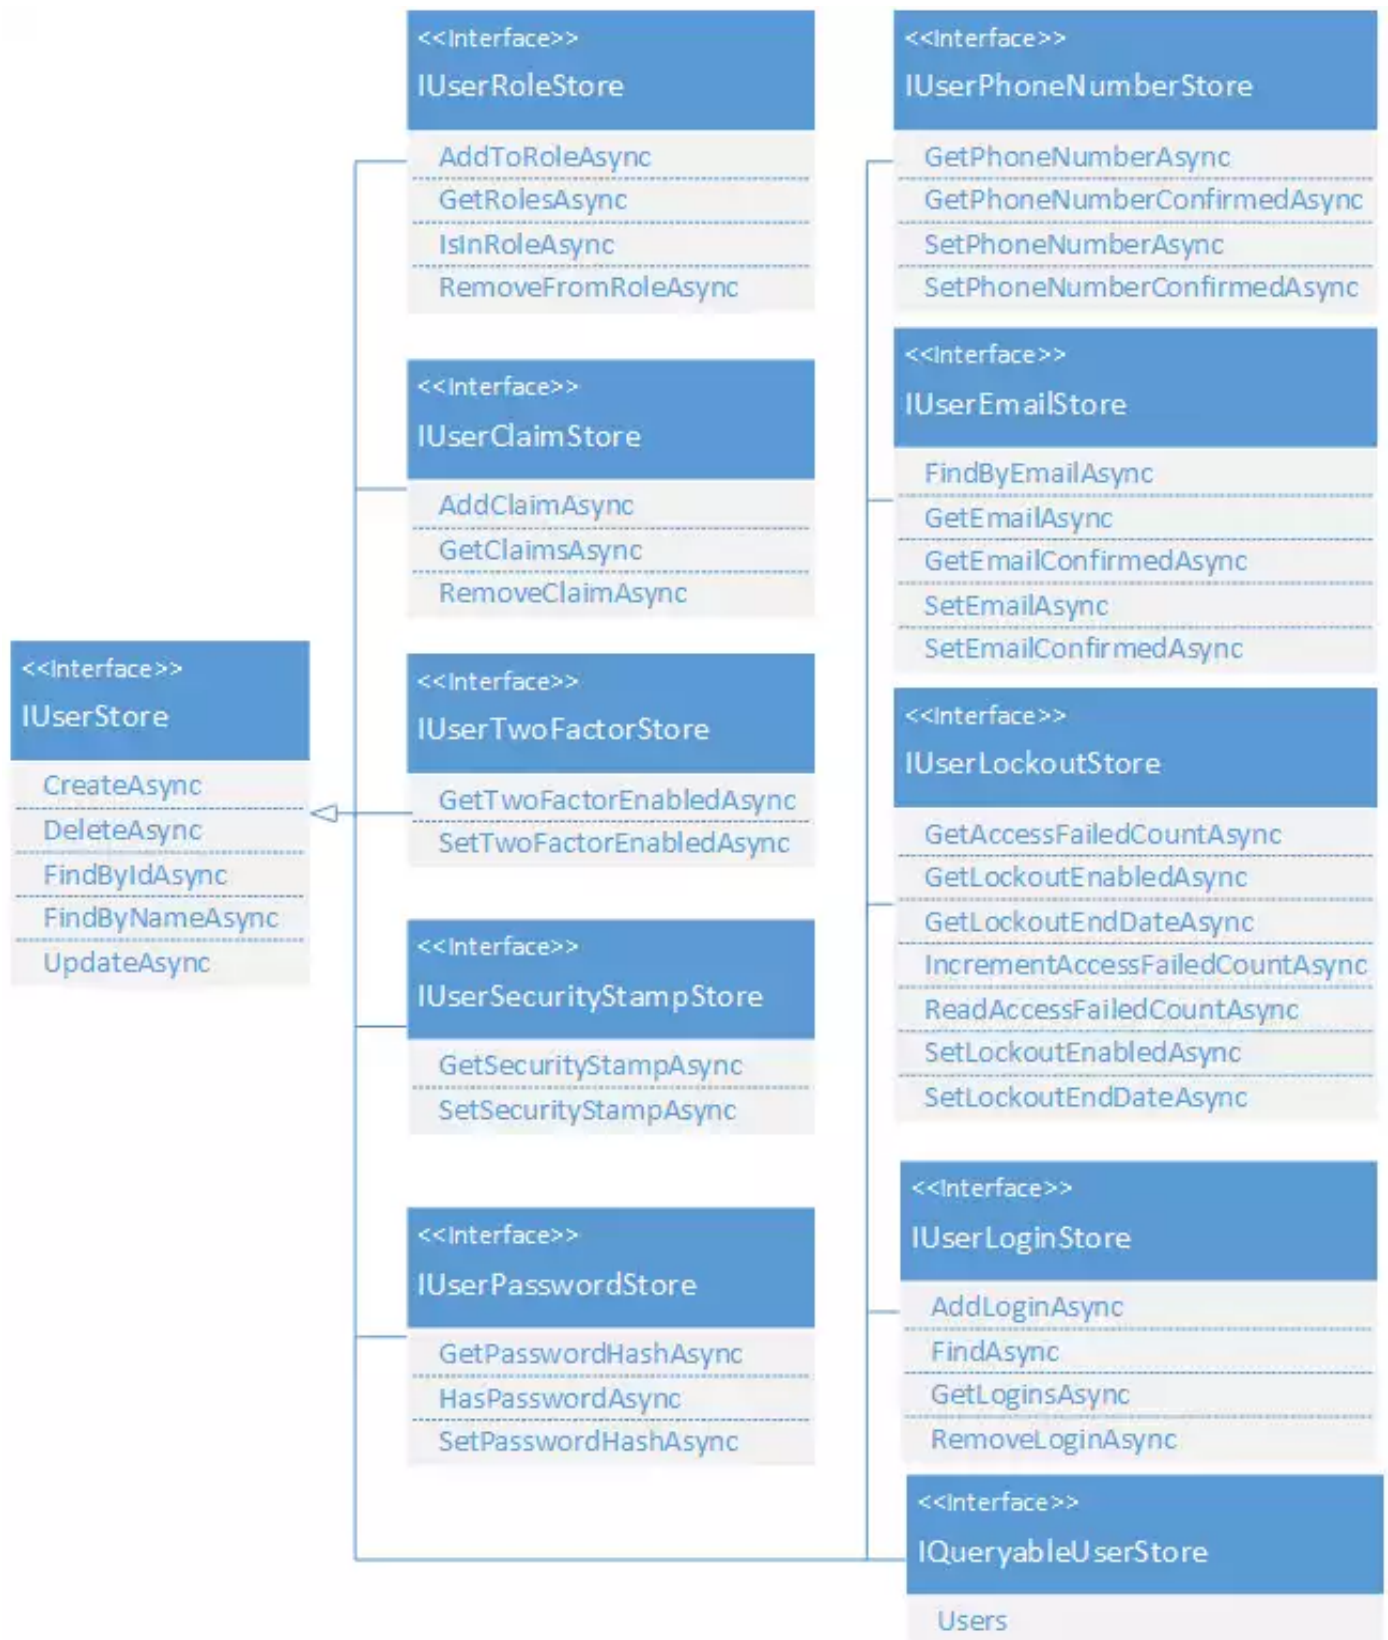 <<Interface>>
IUserStore
CreateAsync
DeleteAsync
FindByIdAsync
FindByNameAsync
UpdateAsync
<<Interface>>
IUserRoleStore
AddToRoleAsync
GetRolesAsync
IsInRoleAsync
RemoveFromRoleAsync
<<Interface>>
IUserClaimStore
AddClaimAsync
GetClaimsAsync
RemoveClaimAsync
<<Interface>>
IUserTwoFactorStore
GetTwoFactorEnabledAsync
SetTwoFactorEnabledAsync
<<Interface>>
IUserSecurityStampStore
GetSecurityStampAsync
SetSecurityStampAsync
<<Interface>>
IUserPasswordStore
GetPasswordHashAsync
HasPasswordAsync
SetPasswordHashAsync
<<Interface>>
IUserPhoneNumberStore
GetPhoneNumberAsync
GetPhoneNumberConfirmedAsync
SetPhoneNumberAsync
SetPhoneNumberConfirmedAsync
<<Interface>>
IUserEmailStore
FindByEmailAsync
GetEmailAsync
GetEmailConfirmedAsync
SetEmailAsync
SetEmailConfirmedAsync
<<Interface>>
IUserLockoutStore
GetAccessFailedCountAsync
GetLockoutEnabledAsync
GetLockoutEndDateAsync
IncrementAccessFailedCountAsync
ReadAccessFailedCountAsync
SetLockoutEnabledAsync
SetLockoutEndDateAsync
<<Interface>>
IUserLoginStore
AddLoginAsync
FindAsync
GetLoginsAsync
RemoveLoginAsync
<<Interface>>
IQueryableUserStore
Users